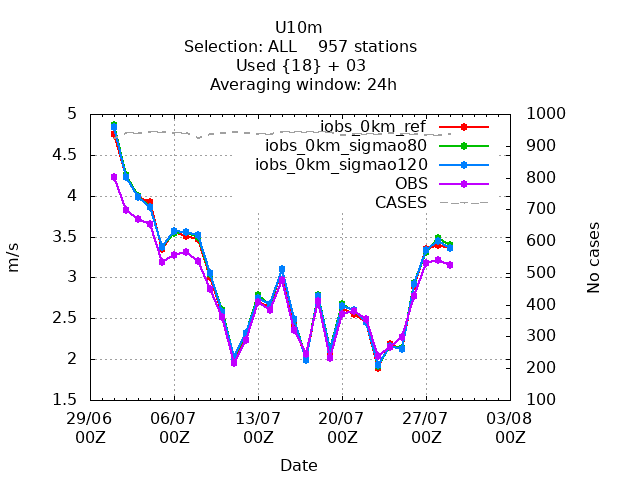 U10m
Selection: ALL    957 stations
Used {18} + 03
Averaging window: 24h
iobs_0km_ref
iobs_0km_sigmao80
iobs_0km_sigmao120
OBS
CASES
5
4.5
4
3.5
3
2.5
2
1.5
m/s
1000
900
800
700
600
500
400
300
200
100
No cases
29/06 06/07 13/07 20/07 27/07 03/08
00Z 00Z 00Z 00Z 00Z 00Z
Date